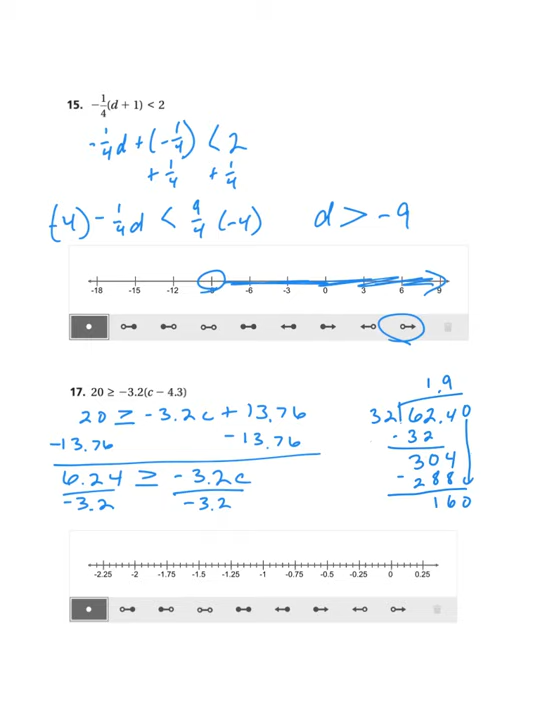 15. -1/4(d + 1) < 2
-1/4d + (-1/4) < 2
+1/4 +1/4
(-4) -1/4d < 9/4 (-4) d > -9
-18 -15 -12 -9 -6 -3 0 3 6 9
17. 20 ≥ -3.2(c - 4.3)
20 ≥ -3.2c + 13.76
-13.76 -13.76
6.24 ≥ -3.2c
-3.2 -3.2
1.9
32 62.40
-32
304
-288
160
-2.25 -2 -1.75 -1.5 -1.25 -1 -0.75 -0.5 -0.25 0 0.25